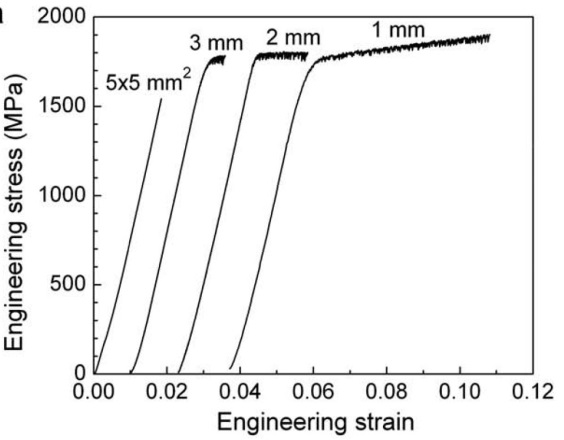 2000
1500
1000
500
0
Engineering stress (MPa)
5x5 mm²
3 mm
2 mm
1 mm
0.00 0.02 0.04 0.06 0.08 0.10 0.12
Engineering strain